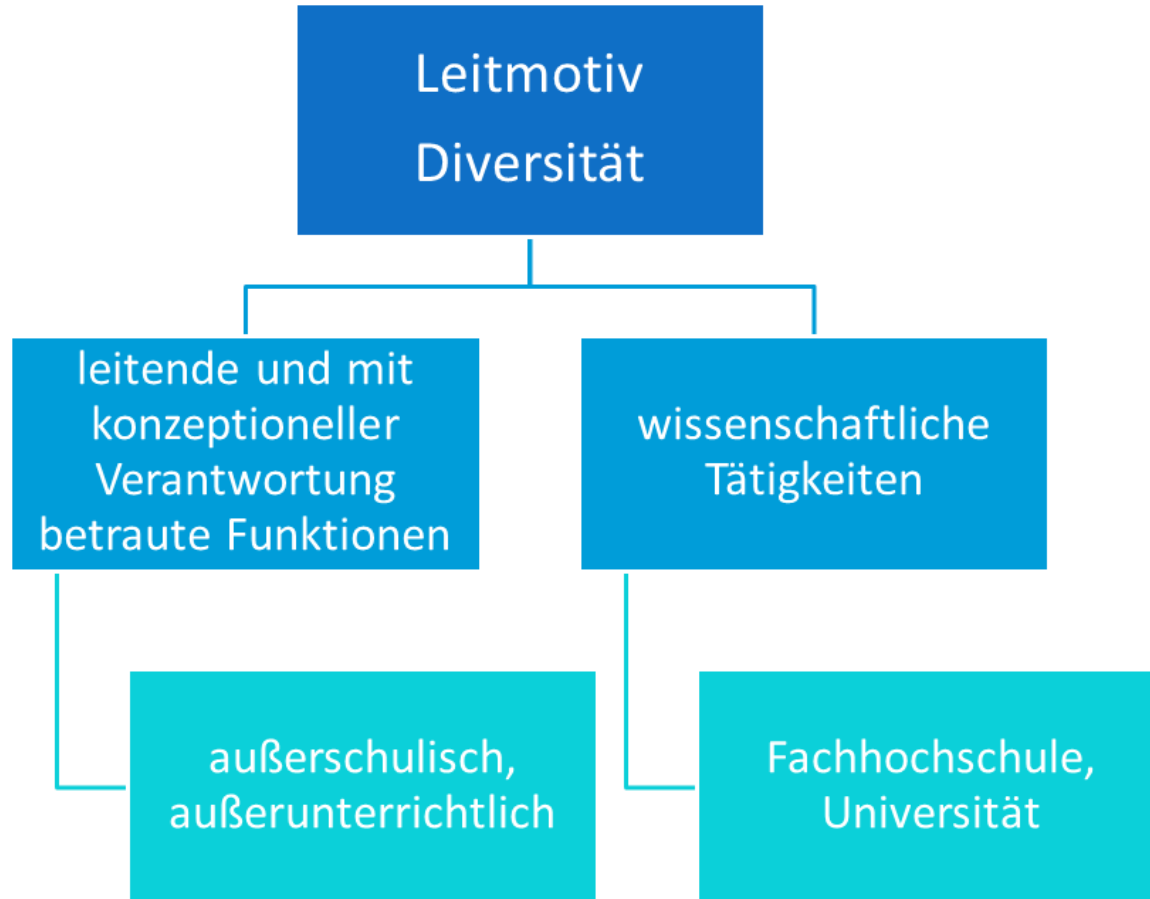 Leitmotiv
Diversität
leitende und mit
konzeptioneller
Verantwortung
betraute Funktionen
wissenschaftliche
Tätigkeiten
außerschulisch,
außerunterrichtlich
Fachhochschule,
Universität